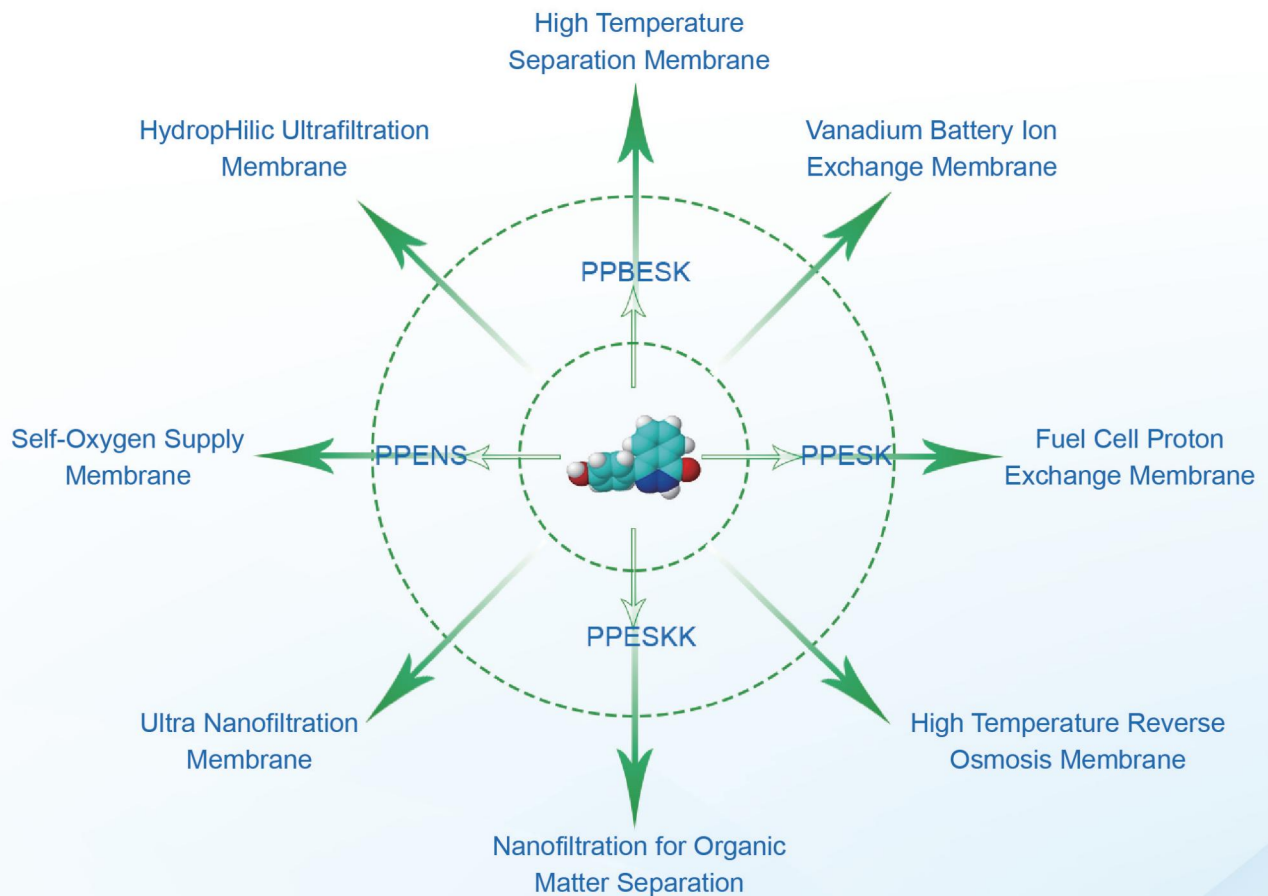 High Temperature
Separation Membrane
HydropHilic Ultrafiltration
Membrane
Vanadium Battery Ion
Exchange Membrane
PPBESK
Self-Oxygen Supply
Membrane
PPENS
PPESK
Fuel Cell Proton
Exchange Membrane
PPESKK
Ultra Nanofiltration
Membrane
High Temperature Reverse
Osmosis Membrane
Nanofiltration for Organic
Matter Separation